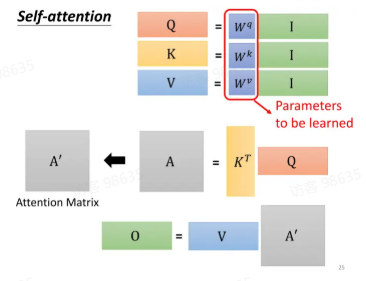 Self-attention
Q = W^q I
K = W^k I
V = W^v I
Parameters
to be learned
A′ A = K^T Q
Attention Matrix
O = V A′
25